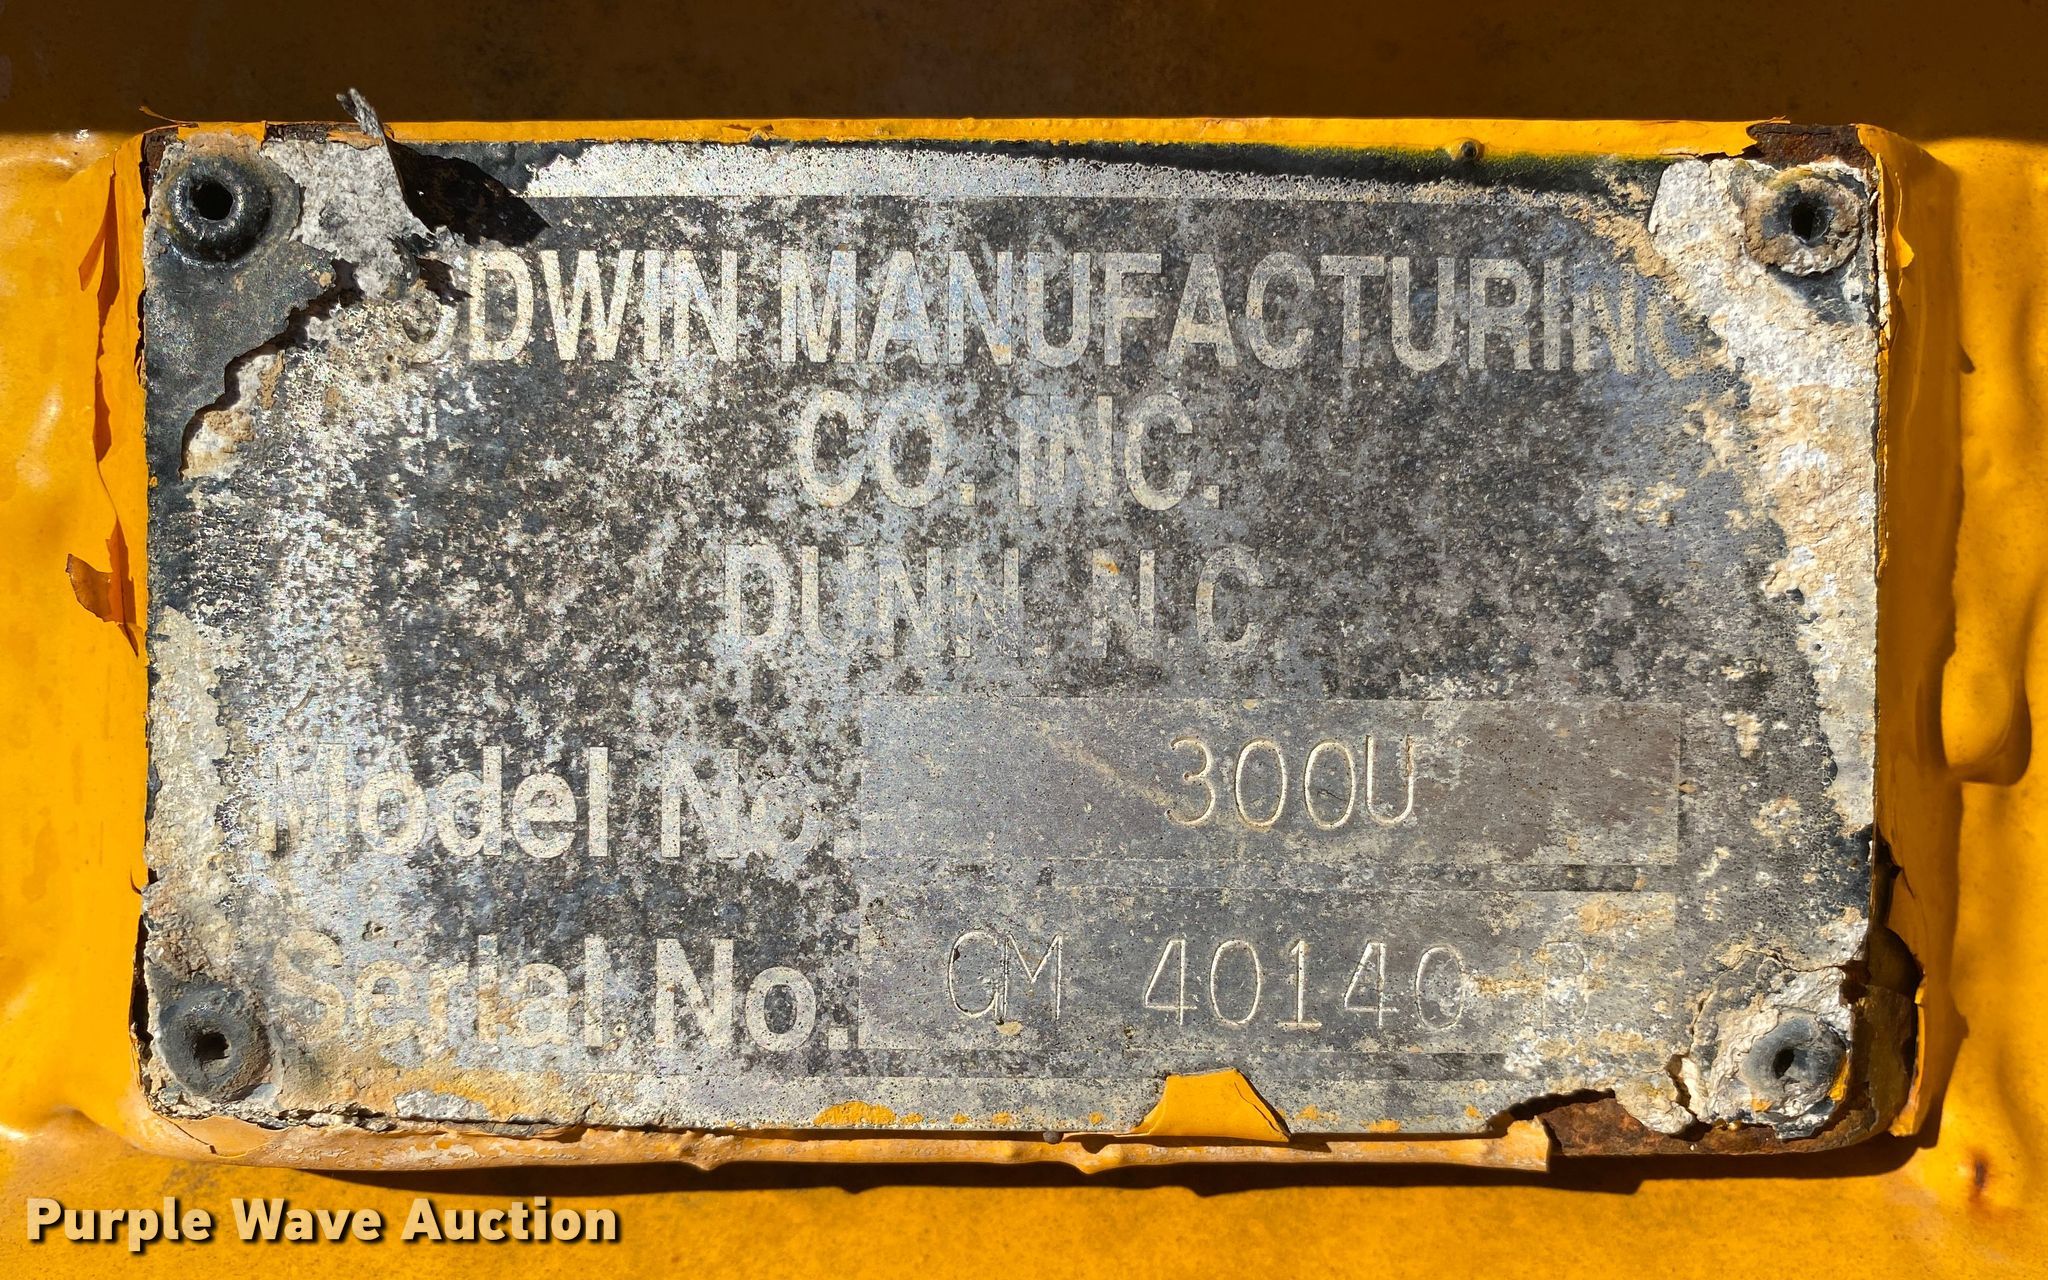 ODWIN MANUFACTURING
CO. INC.
DUNN, N.C.
Model No. 300U
Serial No. GM 40140 B
Purple Wave Auction